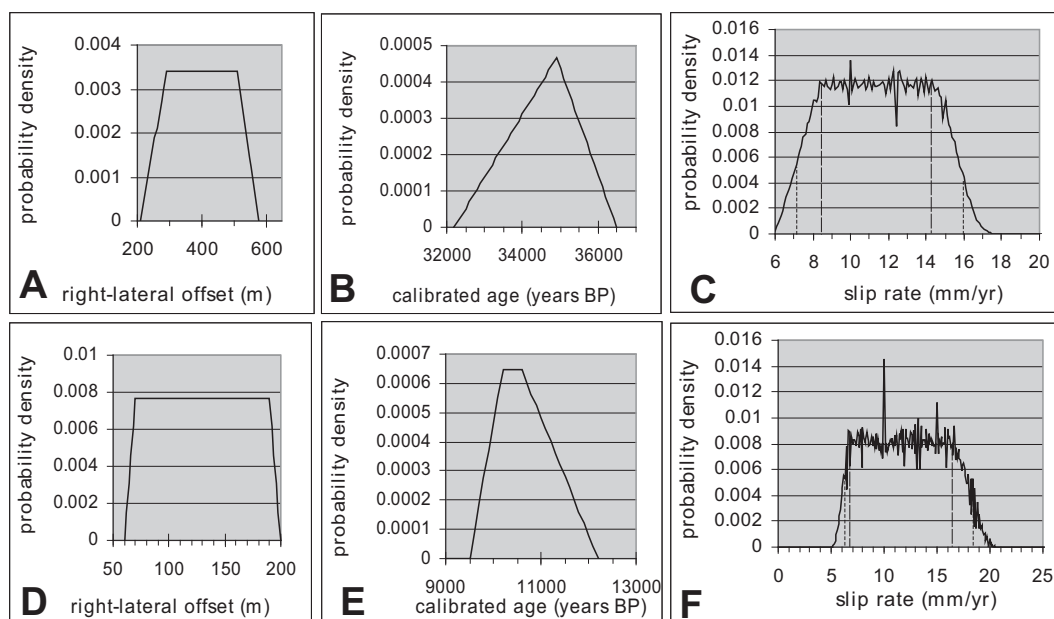 probability density
0.004
0.003
0.002
0.001
0
200 400 600
right-lateral offset (m)
A
probability density
0.0005
0.0004
0.0003
0.0002
0.0001
0
32000 34000 36000
calibrated age (years BP)
B
probability density
0.016
0.014
0.012
0.010
0.008
0.006
0.004
0.002
0
6 8 10 12 14 16 18 20
slip rate (mm/yr)
C
probability density
0.01
0.008
0.006
0.004
0.002
0
50 100 150 200
right-lateral offset (m)
D
probability density
0.0007
0.0006
0.0005
0.0004
0.0003
0.0002
0.0001
0
9000 11000 13000
calibrated age (years BP)
E
probability density
0.016
0.014
0.012
0.01
0.008
0.006
0.004
0.002
0
0 5 10 15 20 25
slip rate (mm/yr)
F